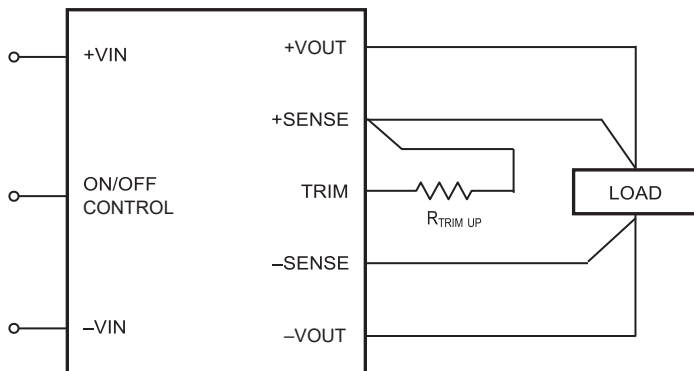 +VIN
ON/OFF
CONTROL
–VIN
+VOUT
+SENSE
TRIM
–SENSE
–VOUT
RTRIM UP
LOAD